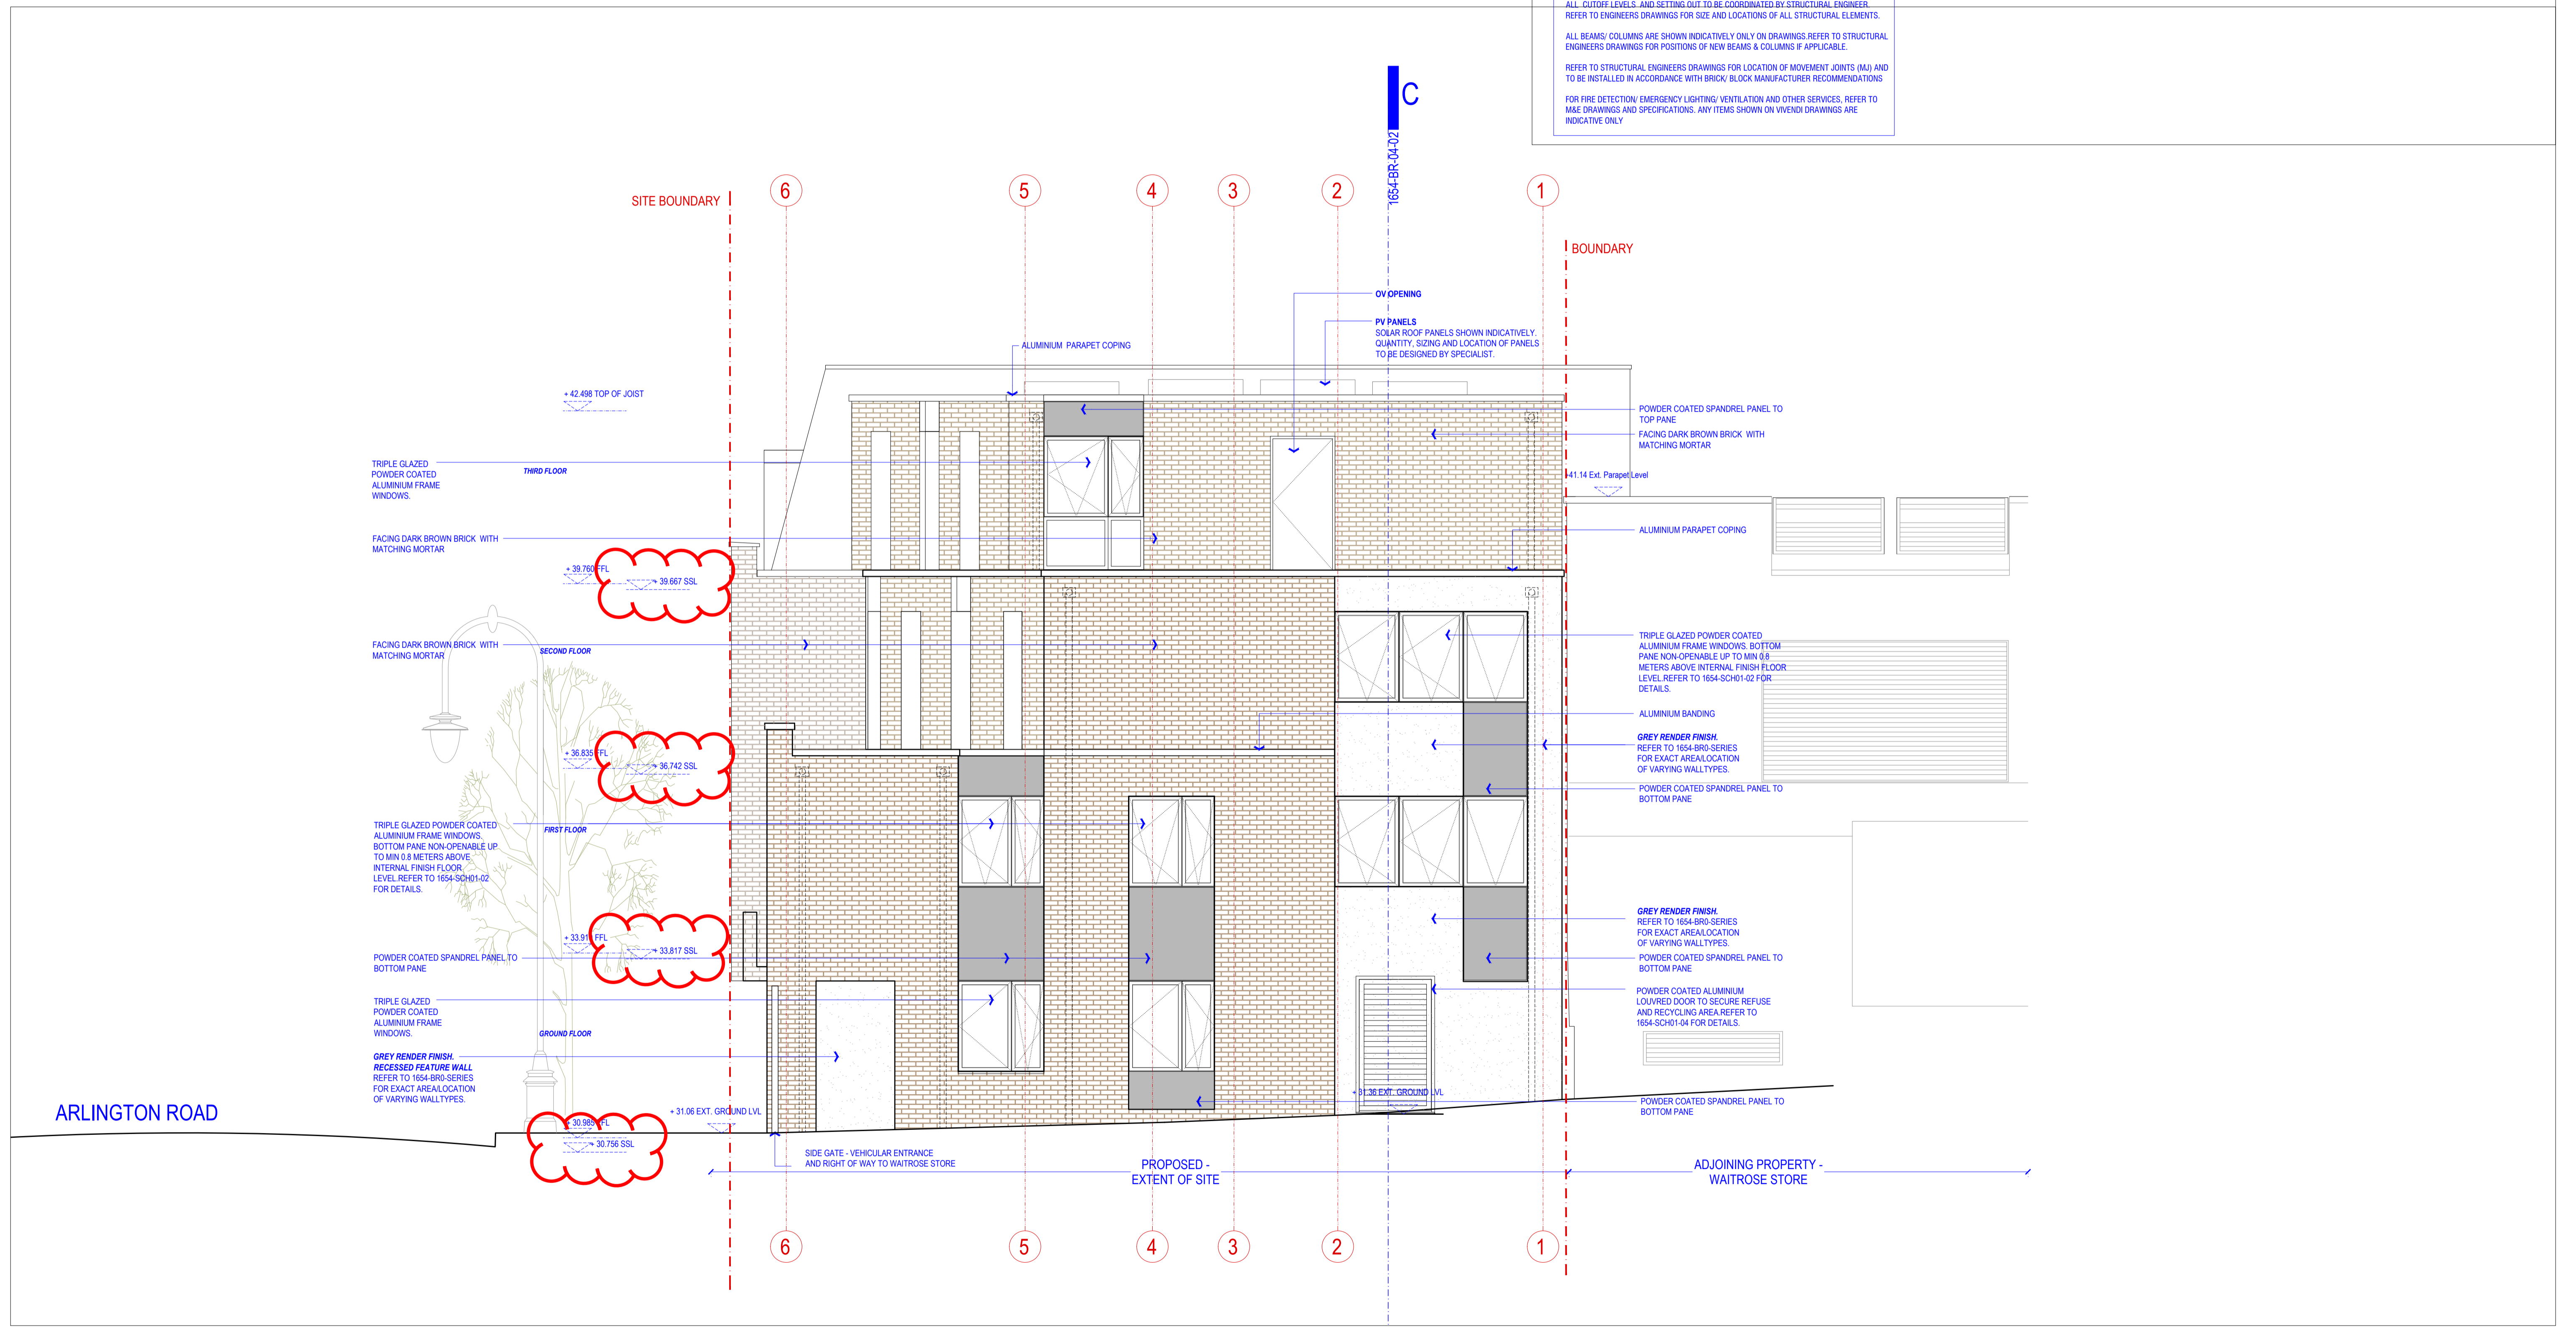 ALL CUTOFF LEVELS AND SETTING OUT TO BE COORDINATED BY STRUCTURAL ENGINEER.
REFER TO ENGINEERS DRAWINGS FOR SIZE AND LOCATIONS OF ALL STRUCTURAL ELEMENTS.
ALL BEAMS/ COLUMNS ARE SHOWN INDICATIVELY ONLY ON DRAWINGS.REFER TO STRUCTURAL
ENGINEERS DRAWINGS FOR POSITIONS OF NEW BEAMS & COLUMNS IF APPLICABLE.
REFER TO STRUCTURAL ENGINEERS DRAWINGS FOR LOCATION OF MOVEMENT JOINTS (MJ) AND
TO BE INSTALLED IN ACCORDANCE WITH BRICK/ BLOCK MANUFACTURER RECOMMENDATIONS
FOR FIRE DETECTION/ EMERGENCY LIGHTING/ VENTILATION AND OTHER SERVICES, REFER TO
M&E DRAWINGS AND SPECIFICATIONS. ANY ITEMS SHOWN ON VIVENDI DRAWINGS ARE
INDICATIVE ONLY
C
1654-BR-04-02
SITE BOUNDARY
6
5
4
3
2
1
BOUNDARY
OV OPENING
PV PANELS
SOLAR ROOF PANELS SHOWN INDICATIVELY.
QUANTITY, SIZING AND LOCATION OF PANELS
TO BE DESIGNED BY SPECIALIST.
ALUMINIUM PARAPET COPING
+ 42.498 TOP OF JOIST
TRIPLE GLAZED
POWDER COATED
ALUMINIUM FRAME
WINDOWS.
THIRD FLOOR
FACING DARK BROWN BRICK WITH
MATCHING MORTAR
+ 39.760 FFL
+ 39.667 SSL
FACING DARK BROWN BRICK WITH
MATCHING MORTAR
SECOND FLOOR
+ 36.835 FFL
+ 36.742 SSL
TRIPLE GLAZED POWDER COATED
ALUMINIUM FRAME WINDOWS.
BOTTOM PANE NON-OPENABLE UP
TO MIN 0.8 METERS ABOVE
INTERNAL FINISH FLOOR
LEVEL.REFER TO 1654-SCH01-02
FOR DETAILS.
FIRST FLOOR
FFL
+ 33.817 SSL
POWDER COATED SPANDREL PANEL TO
BOTTOM PANE
TRIPLE GLAZED
POWDER COATED
ALUMINIUM FRAME
WINDOWS.
GROUND FLOOR
GREY RENDER FINISH.
RECESSED FEATURE WALL
REFER TO 1654-BR0-SERIES
FOR EXACT AREA/LOCATION
OF VARYING WALLTYPES.
ARLINGTON ROAD
+ 30.985 FFL
+ 30.756 SSL
+ 31.06 EXT. GROUND LVL
SIDE GATE - VEHICULAR ENTRANCE
AND RIGHT OF WAY TO WAITROSE STORE
POWDER COATED SPANDREL PANEL TO
TOP PANE
FACING DARK BROWN BRICK WITH
MATCHING MORTAR
+41.14 Ext. Parapet Level
ALUMINIUM PARAPET COPING
TRIPLE GLAZED POWDER COATED
ALUMINIUM FRAME WINDOWS. BOTTOM
PANE NON-OPENABLE UP TO MIN 0.8
METERS ABOVE INTERNAL FINISH FLOOR
LEVEL.REFER TO 1654-SCH01-02 FOR
DETAILS.
ALUMINIUM BANDING
GREY RENDER FINISH.
REFER TO 1654-BR0-SERIES
FOR EXACT AREA/LOCATION
OF VARYING WALLTYPES.
POWDER COATED SPANDREL PANEL TO
BOTTOM PANE
GREY RENDER FINISH.
REFER TO 1654-BR0-SERIES
FOR EXACT AREA/LOCATION
OF VARYING WALLTYPES.
POWDER COATED SPANDREL PANEL TO
BOTTOM PANE
POWDER COATED ALUMINIUM
LOUVRED DOOR TO SECURE REFUSE
AND RECYCLING AREA.REFER TO
1654-SCH01-04 FOR DETAILS.
+ 31.36 EXT. GROUND LVL
POWDER COATED SPANDREL PANEL TO
BOTTOM PANE
PROPOSED -
EXTENT OF SITE
ADJOINING PROPERTY -
WAITROSE STORE
6
5
4
3
2
1